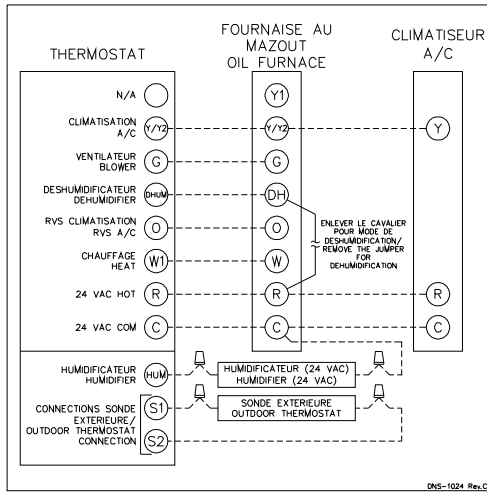 FOURNAISE AU
MAZOUT
OIL FURNACE
CLIMATISEUR
A/C
THERMOSTAT
N/A
Y1
CLIMATISATION
A/C
Y/Y2
Y/Y2
Y
VENTILATEUR
BLOWER
G
G
DESHUMIDIFICATEUR
DEHUMIDIFIER
DHUM
DH
RVS CLIMATISATION
RVS A/C
O
O
ENLEVER LE CAVALIER
POUR MODE DE
DESHUMIDIFICATION/
REMOVE THE JUMPER
FOR
DEHUMIDIFICATION
CHAUFFAGE
HEAT
W1
W
24 VAC HOT
R
R
R
24 VAC COM
C
C
C
HUMIDIFICATEUR
HUMIDIFIER
HUM
HUMIDIFICATEUR (24 VAC)
HUMIDIFIER (24 VAC)
CONNECTIONS SONDE
EXTERIEURE/
OUTDOOR THERMOSTAT
CONNECTION
S1
S2
SONDE EXTERIEURE
OUTDOOR THERMOSTAT
DNS-1024 Rev.C